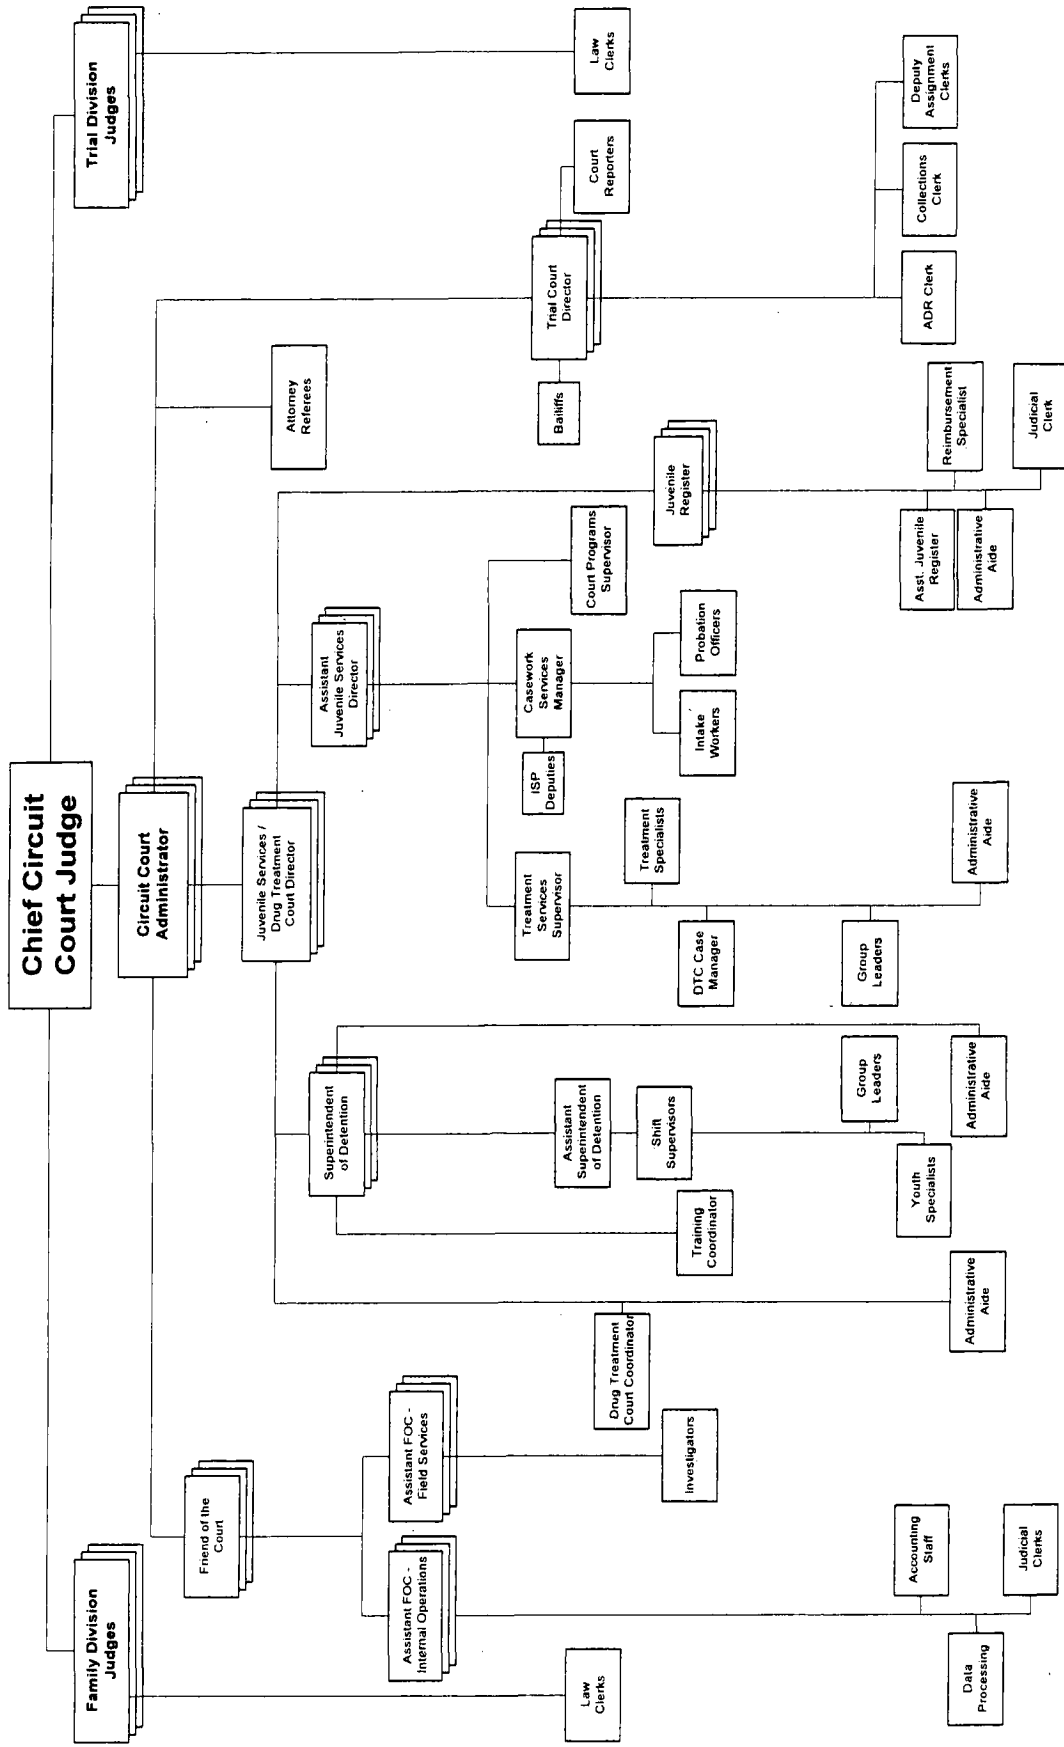 Chief Circuit
Court Judge
Family Division
Judges
Trial Division
Judges
Circuit Court
Administrator
Friend of the
Court
Juvenile Services /
Drug Treatment
Court Director
Attorney
Referees
Assistant FOC -
Internal Operations
Assistant FOC -
Field Services
Superintendent
of Detention
Assistant
Juvenile Services
Director
Law
Clerks
Drug Treatment
Court Coordinator
Assistant
Superintendent
of Detention
Treatment
Services
Supervisor
ISP
Deputies
Casework
Services
Manager
Court Programs
Supervisor
Bailiffs
Trial Court
Director
Court
Reporters
Law
Clerks
Investigators
Training
Coordinator
Shift
Supervisors
DTC Case
Manager
Treatment
Specialists
Intake
Workers
Probation
Officers
Juvenile
Register
Accounting
Staff
Data
Processing
Judicial
Clerks
Administrative
Aide
Youth
Specialists
Group
Leaders
Administrative
Aide
Group
Leaders
Administrative
Aide
Asst. Juvenile
Register
Administrative
Aide
Reimbursement
Specialist
Judicial
Clerk
ADR Clerk
Collections
Clerk
Deputy
Assignment
Clerks